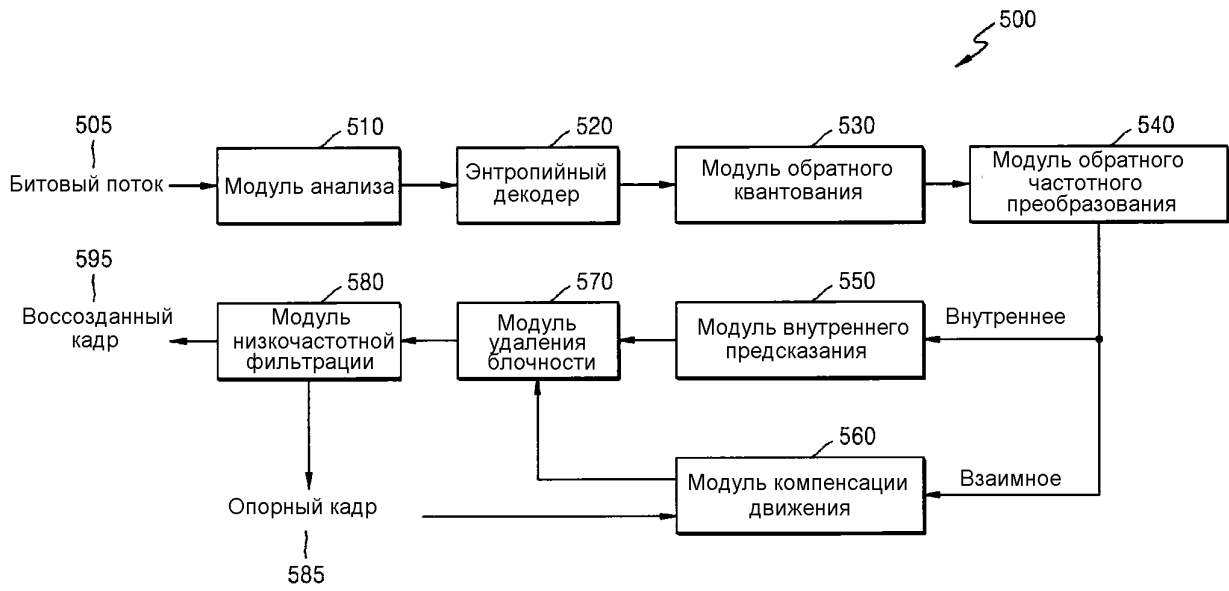 500
505
510
520
530
540
Битовый поток
Модуль анализа
Энтропийный
декодер
Модуль обратного
квантования
Модуль обратного
частотного
преобразования
595
580
570
550
Воссозданный
кадр
Модуль
низкочастотной
фильтрации
Модуль
удаления
блочности
Модуль внутреннего
предсказания
Внутреннее
560
Модуль компенсации
движения
Взаимное
Опорный кадр
585